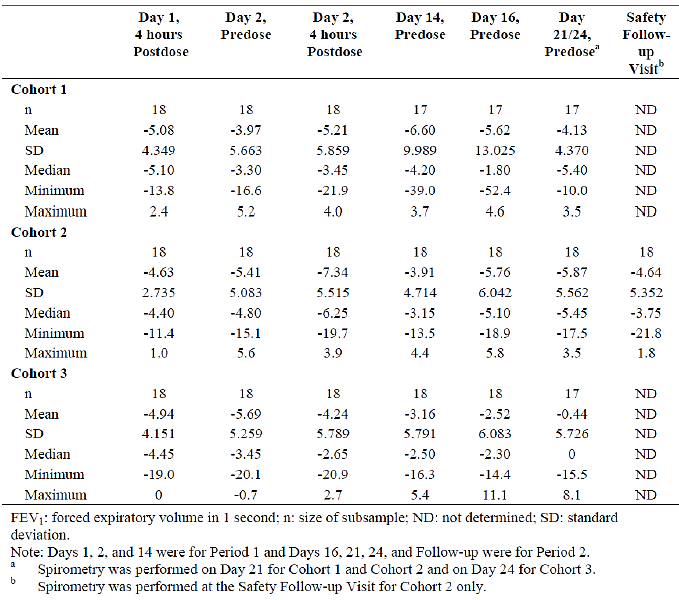 Day 1, Day 2, Day 2, Day 14, Day 16, Day Safety
4 hours Predose 4 hours Predose Predose 21/24, Follow-
Postdose Postdose Predoseᵃ up
Visitᵇ
Cohort 1
n 18 18 18 17 17 17 ND
Mean -5.08 -3.97 -5.21 -6.60 -5.62 -4.13 ND
SD 4.349 5.663 5.859 9.989 13.025 4.370 ND
Median -5.10 -3.30 -3.45 -4.20 -1.80 -5.40 ND
Minimum -13.8 -16.6 -21.9 -39.0 -52.4 -10.0 ND
Maximum 2.4 5.2 4.0 3.7 4.6 3.5 ND
Cohort 2
n 18 18 18 18 18 18 18
Mean -4.63 -5.41 -7.34 -3.91 -5.76 -5.87 -4.64
SD 2.735 5.083 5.515 4.714 6.042 5.562 5.352
Median -4.40 -4.80 -6.25 -3.15 -5.10 -5.45 -3.75
Minimum -11.4 -15.1 -19.7 -13.5 -18.9 -17.5 -21.8
Maximum 1.0 5.6 3.9 4.4 5.8 3.5 1.8
Cohort 3
n 18 18 18 18 18 17 ND
Mean -4.94 -5.69 -4.24 -3.16 -2.52 -0.44 ND
SD 4.151 5.259 5.789 5.791 6.083 5.726 ND
Median -4.45 -3.45 -2.65 -2.50 -2.30 0 ND
Minimum -19.0 -20.1 -20.9 -16.3 -14.4 -15.5 ND
Maximum 0 -0.7 2.7 5.4 11.1 8.1 ND
FEV₁: forced expiratory volume in 1 second; n: size of subsample; ND: not determined; SD: standard
deviation.
Note: Days 1, 2, and 14 were for Period 1 and Days 16, 21, 24, and Follow-up were for Period 2.
ᵃ Spirometry was performed on Day 21 for Cohort 1 and Cohort 2 and on Day 24 for Cohort 3.
ᵇ Spirometry was performed at the Safety Follow-up Visit for Cohort 2 only.